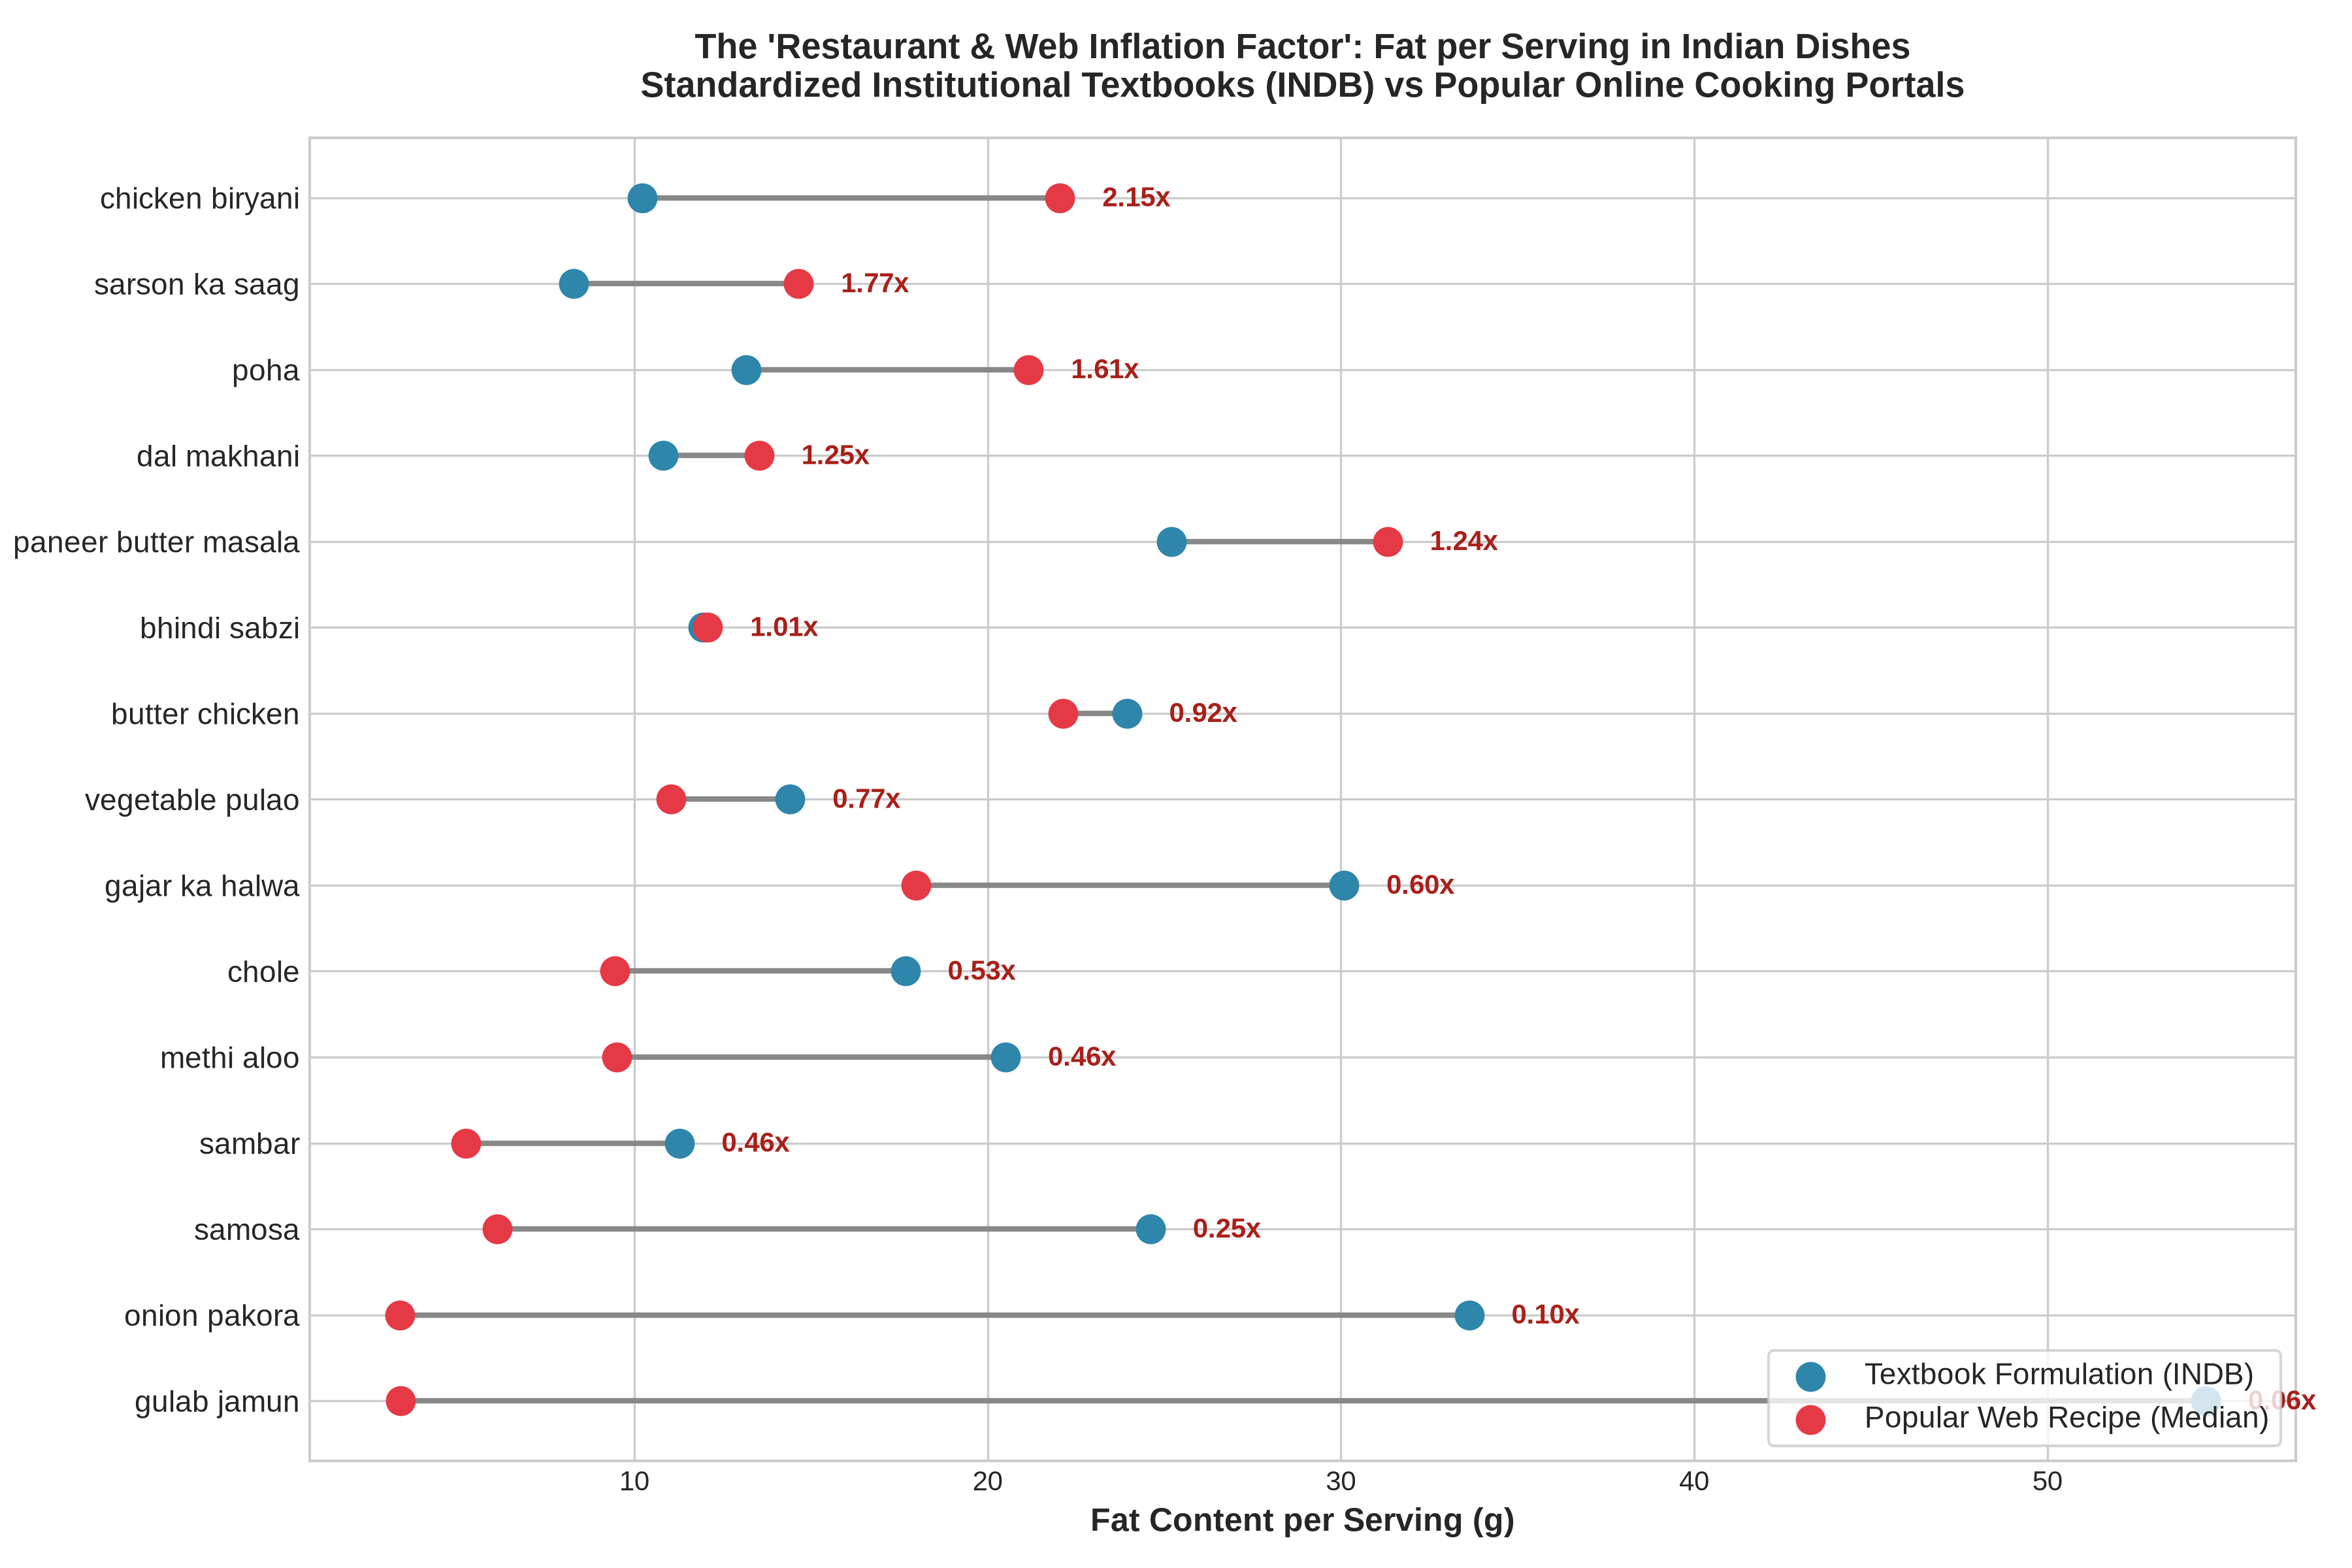 The 'Restaurant & Web Inflation Factor': Fat per Serving in Indian Dishes
Standardized Institutional Textbooks (INDB) vs Popular Online Cooking Portals
chicken biryani 2.15x
sarson ka saag 1.77x
poha 1.61x
dal makhani 1.25x
paneer butter masala 1.24x
bhindi sabzi 1.01x
butter chicken 0.92x
vegetable pulao 0.77x
gajar ka halwa 0.60x
chole 0.53x
methi aloo 0.46x
sambar 0.46x
samosa 0.25x
onion pakora 0.10x
Textbook Formulation (INDB)
gulab jamun 0.06x
Popular Web Recipe (Median)
10 20 30 40 50
Fat Content per Serving (g)